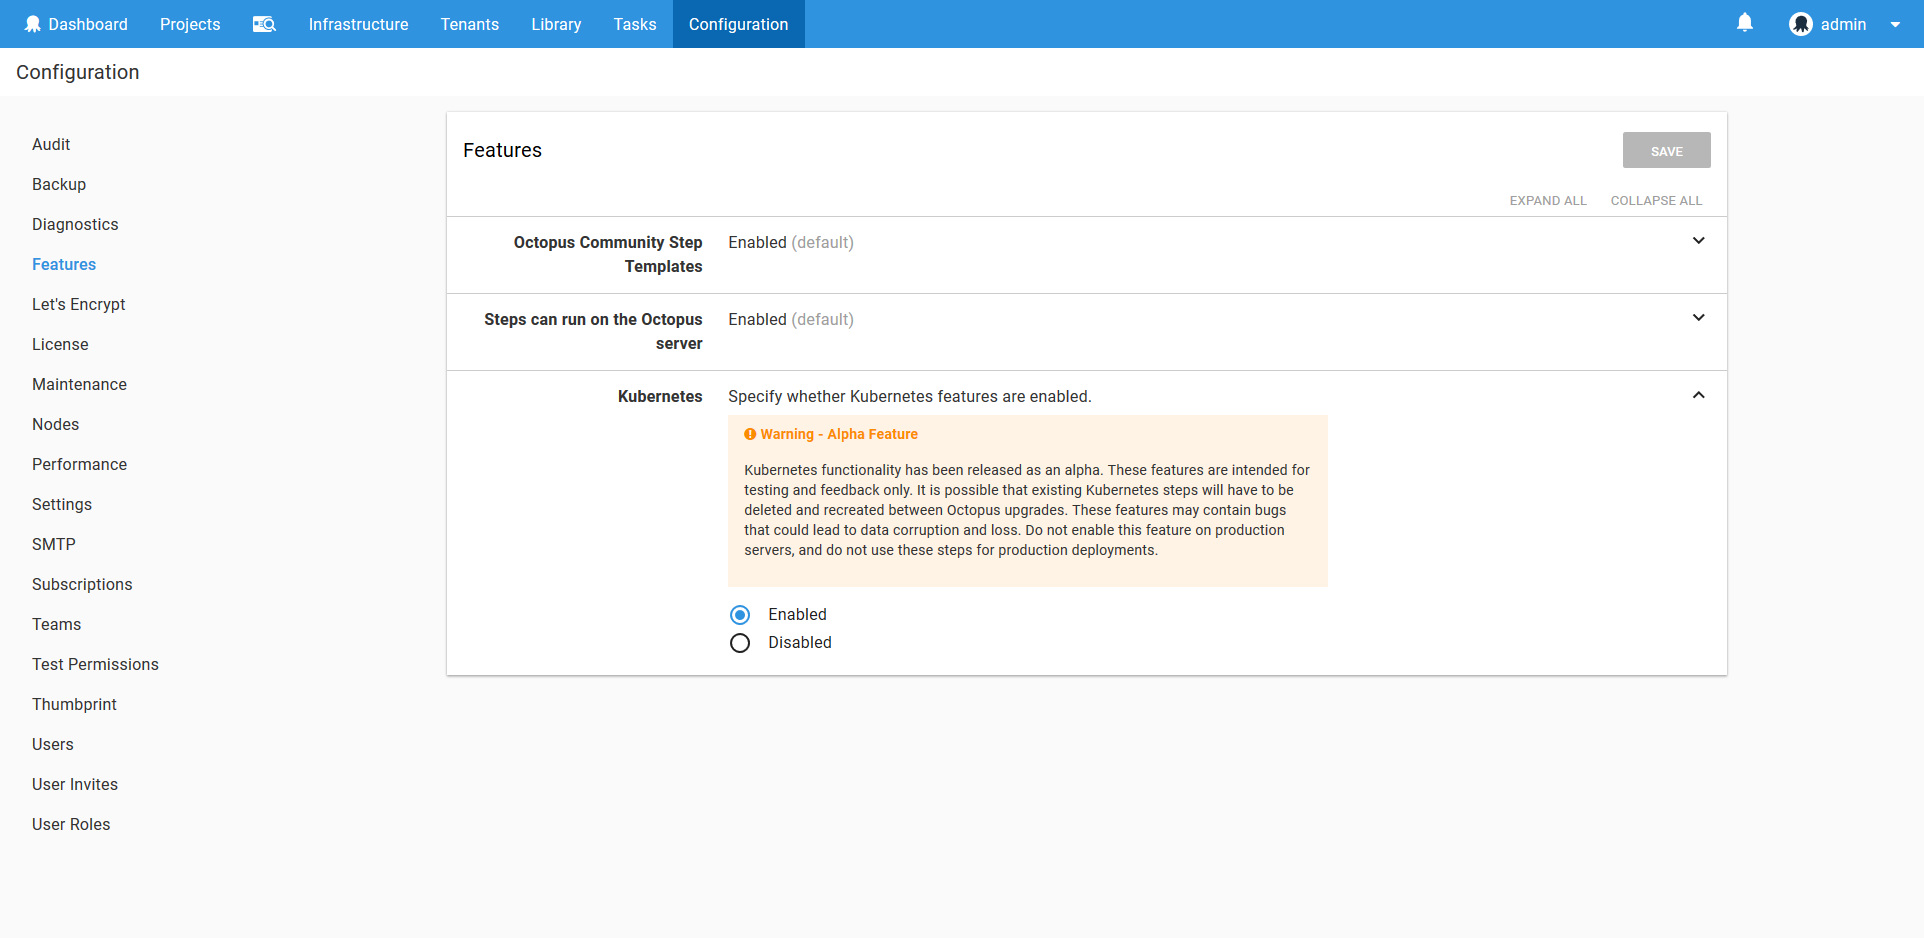 Dashboard
Projects
Infrastructure
Tenants
Library
Tasks
Configuration
admin
Configuration
Audit
Backup
Diagnostics
Features
Let's Encrypt
License
Maintenance
Nodes
Performance
Settings
SMTP
Subscriptions
Teams
Test Permissions
Thumbprint
Users
User Invites
User Roles
Features
SAVE
EXPAND ALL
COLLAPSE ALL
Octopus Community Step
Templates
Enabled (default)
Steps can run on the Octopus
server
Enabled (default)
Kubernetes
Specify whether Kubernetes features are enabled.
Warning - Alpha Feature
Kubernetes functionality has been released as an alpha. These features are intended for
testing and feedback only. It is possible that existing Kubernetes steps will have to be
deleted and recreated between Octopus upgrades. These features may contain bugs
that could lead to data corruption and loss. Do not enable this feature on production
servers, and do not use these steps for production deployments.
Enabled
Disabled